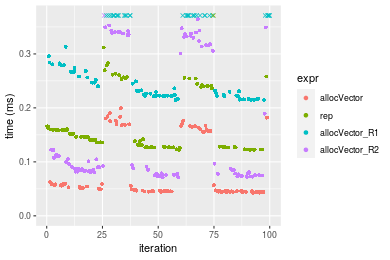 time (ms)
0.3
0.2
0.1
0.0
0
25
50
75
100
iteration
expr
allocVector
rep
allocVector_R1
allocVector_R2